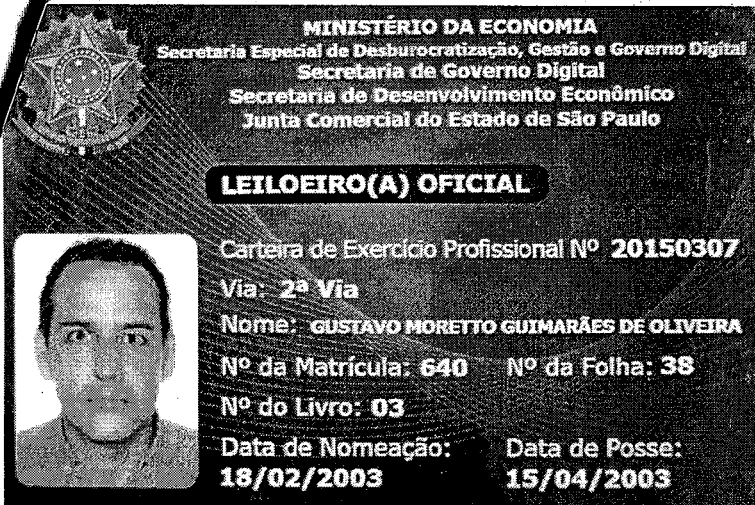 MINISTÉRIO DA ECONOMIA
Secretaria Especial de Desburocratização, Gestão e Governo Digital
Secretaria de Governo Digital
Secretaria de Desenvolvimento Econômico
Junta Comercial do Estado de São Paulo
LEILOEIRO(A) OFICIAL
Carteira de Exercício Profissional Nº 20150307
Via: 2ª Via
Nome: GUSTAVO MORETTO GUIMARÃES DE OLIVEIRA
Nº da Matrícula: 640 Nº da Folha: 38
Nº do Livro: 03
Data de Nomeação: Data de Posse:
18/02/2003 15/04/2003